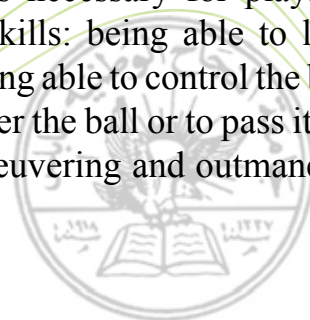 necessary for play
kills: being able to l
ng able to control the b
er the ball or to pass it
euvering and outman